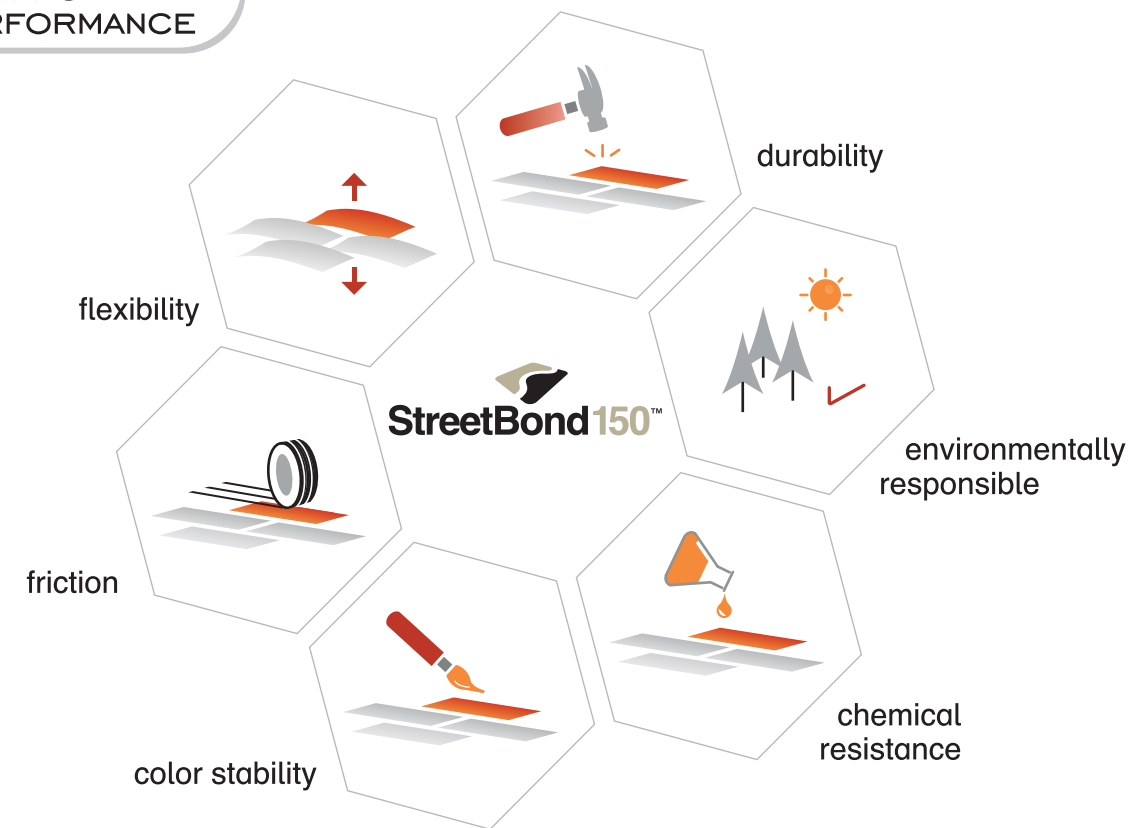 RFORMANCE
durability
flexibility
StreetBond150™
environmentally
responsible
friction
chemical
resistance
color stability